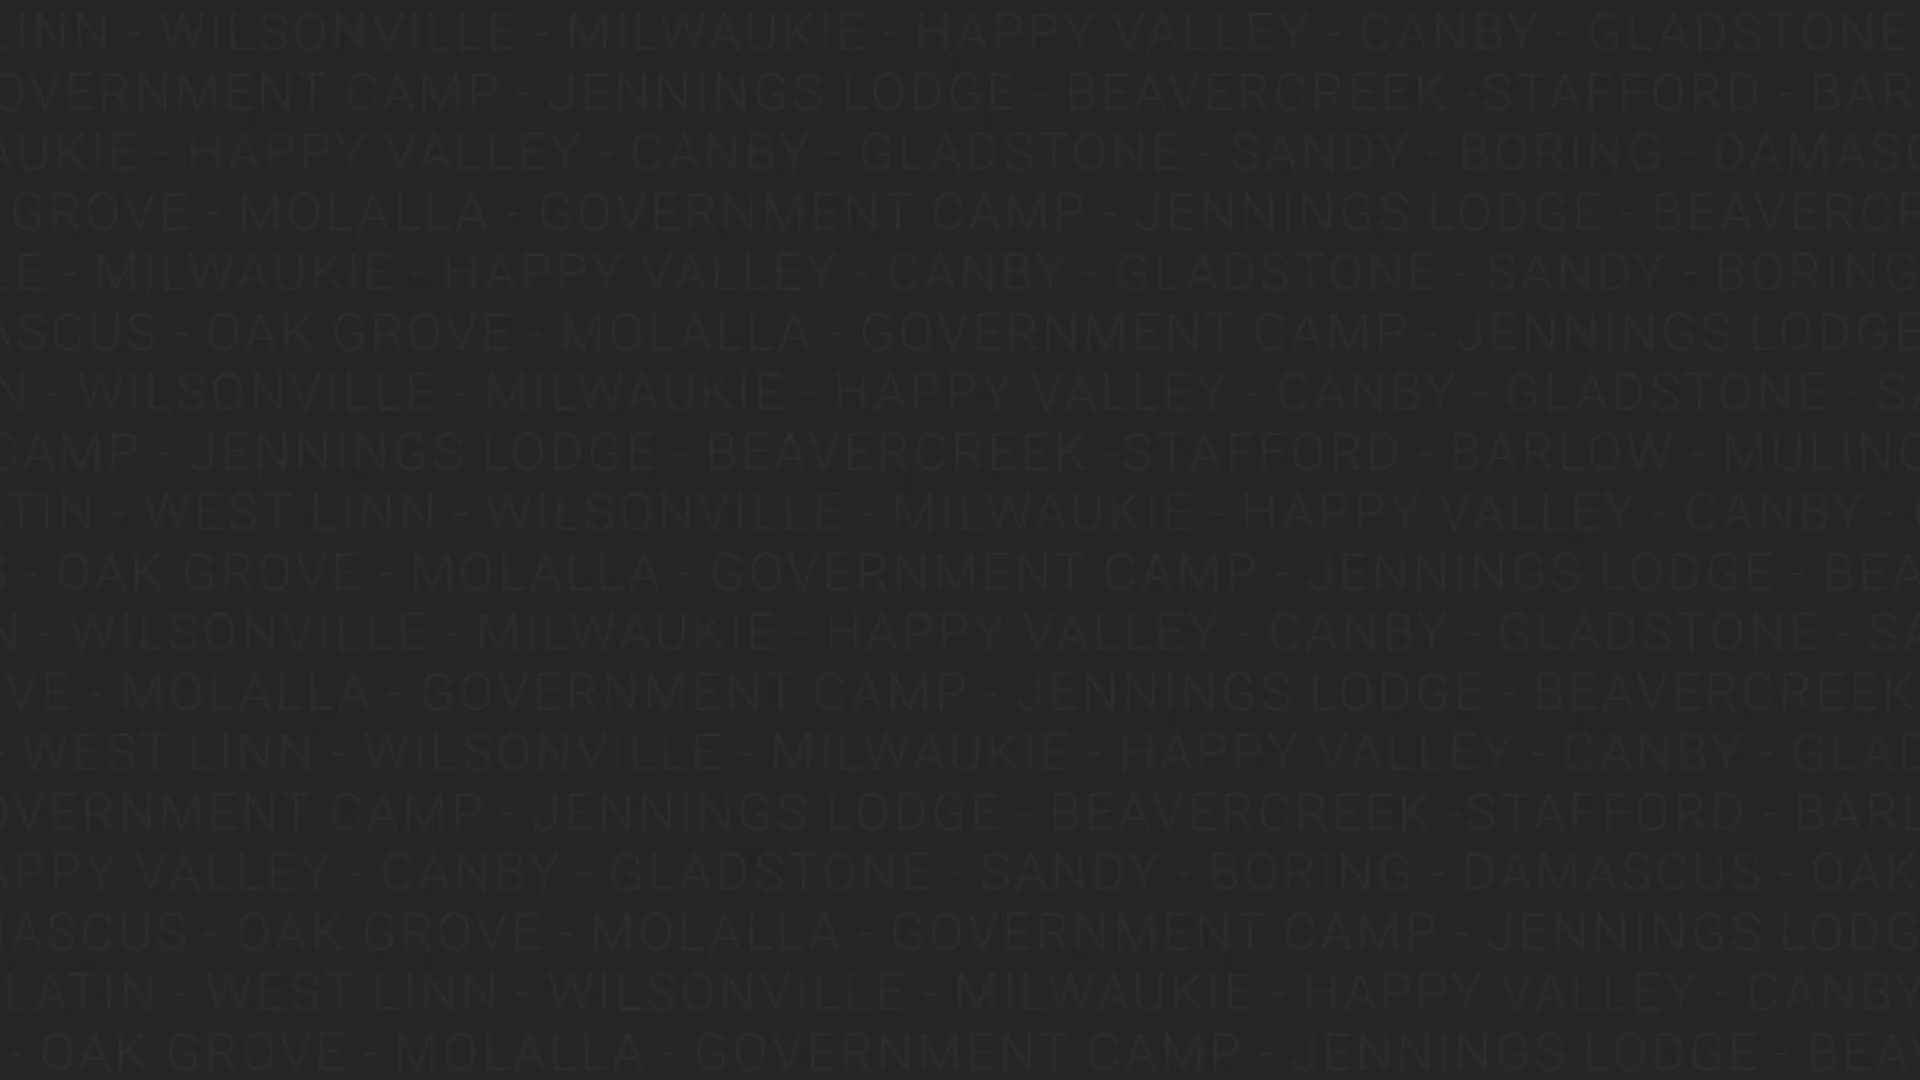 LINN - WILSONVILLE - MILWAUKIE - HAPPY VALLEY - CANBY - GLADSTONE
OVERNMENT CAMP - JENNINGS LODGE - BEAVERCREEK -STAFFORD - BAR
AUKIE - HAPPY VALLEY - CANBY - GLADSTONE - SANDY - BORING - DAMASC
GROVE - MOLALLA - GOVERNMENT CAMP - JENNINGS LODGE - BEAVERCR
LE - MILWAUKIE - HAPPY VALLEY - CANBY - GLADSTONE - SANDY - BORING
ASCUS - OAK GROVE - MOLALLA - GOVERNMENT CAMP - JENNINGS LODGE
N - WILSONVILLE - MILWAUKIE - HAPPY VALLEY - CANBY - GLADSTONE - SA
CAMP - JENNINGS LODGE - BEAVERCREEK -STAFFORD - BARLOW - MULINO
TIN - WEST LINN - WILSONVILLE - MILWAUKIE - HAPPY VALLEY - CANBY -
S - OAK GROVE - MOLALLA - GOVERNMENT CAMP - JENNINGS LODGE - BEA
N - WILSONVILLE - MILWAUKIE - HAPPY VALLEY - CANBY - GLADSTONE - SA
VE - MOLALLA - GOVERNMENT CAMP - JENNINGS LODGE - BEAVERCREEK
- WEST LINN - WILSONVILLE - MILWAUKIE - HAPPY VALLEY - CANBY - GLAD
OVERNMENT CAMP - JENNINGS LODGE - BEAVERCREEK -STAFFORD - BARL
APPY VALLEY - CANBY - GLADSTONE - SANDY - BORING - DAMASCUS - OAK
MASCUS - OAK GROVE - MOLALLA - GOVERNMENT CAMP - JENNINGS LODG
LATIN - WEST LINN - WILSONVILLE - MILWAUKIE - HAPPY VALLEY - CANBY
- OAK GROVE - MOLALLA - GOVERNMENT CAMP - JENNINGS LODGE - BEAV